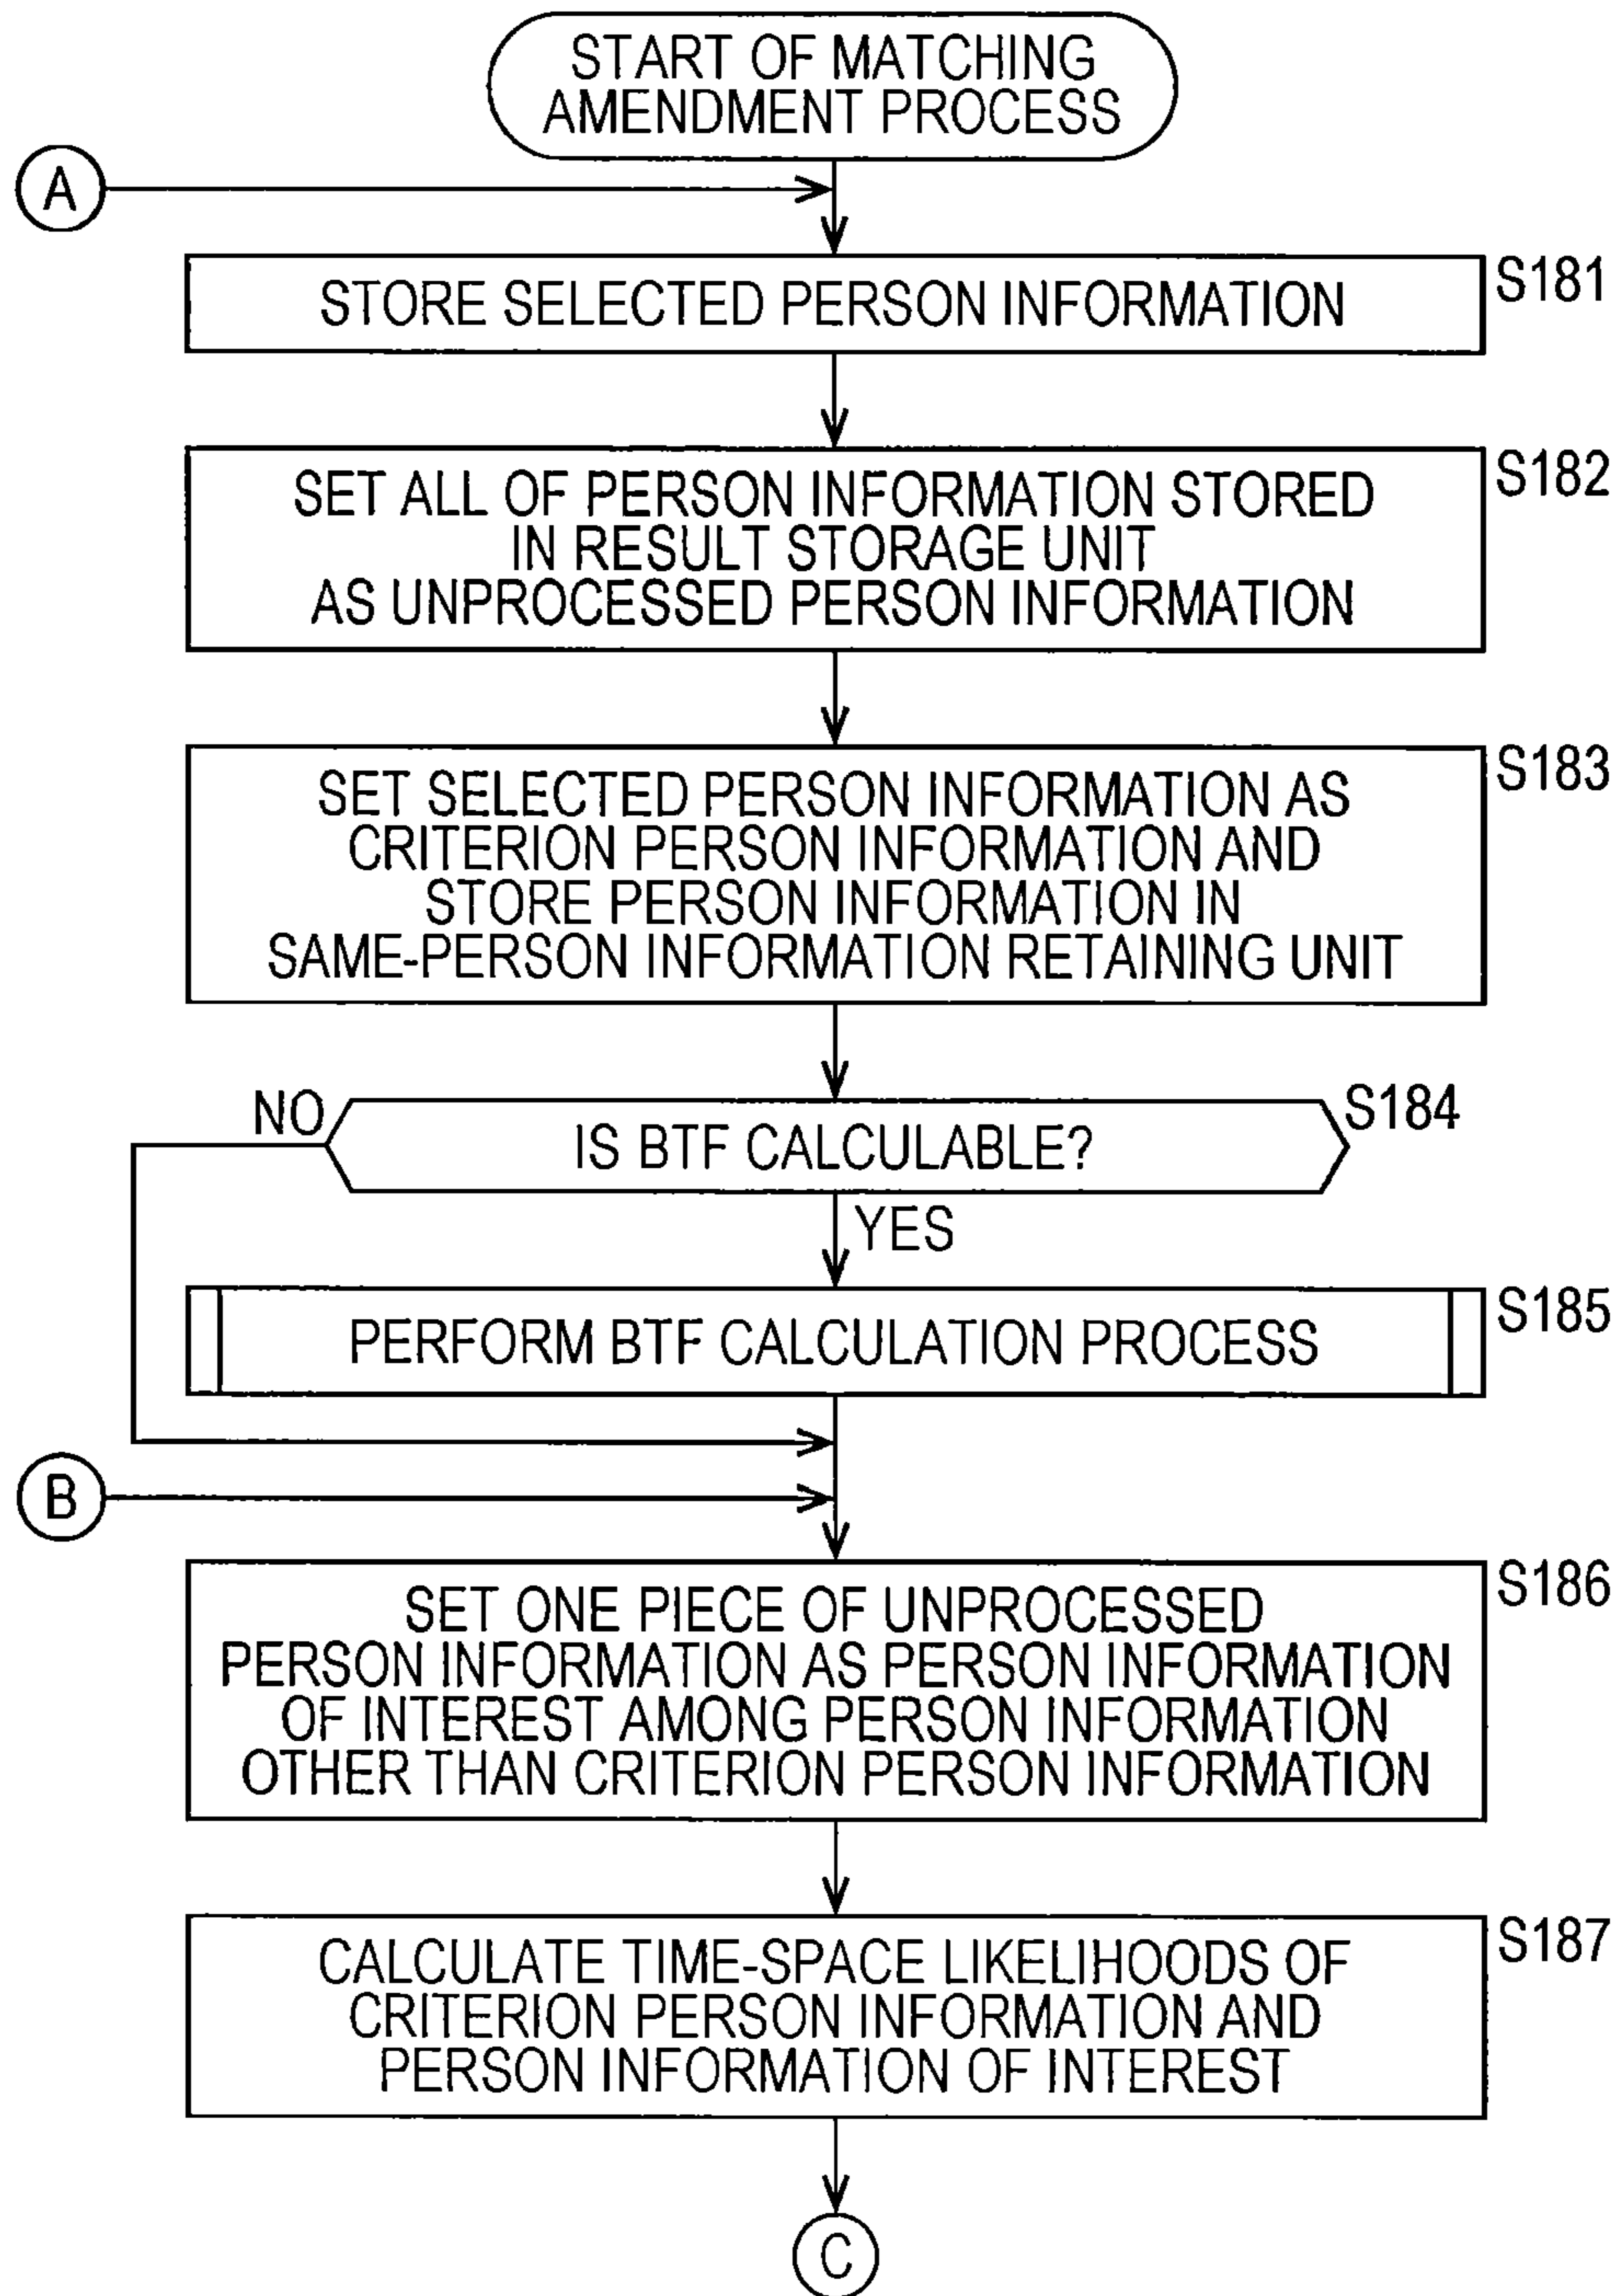 START OF MATCHING
AMENDMENT PROCESS
A
STORE SELECTED PERSON INFORMATION
S181
SET ALL OF PERSON INFORMATION STORED
IN RESULT STORAGE UNIT
AS UNPROCESSED PERSON INFORMATION
S182
SET SELECTED PERSON INFORMATION AS
CRITERION PERSON INFORMATION AND
STORE PERSON INFORMATION IN
SAME-PERSON INFORMATION RETAINING UNIT
S183
NO
IS BTF CALCULABLE?
S184
YES
PERFORM BTF CALCULATION PROCESS
S185
B
SET ONE PIECE OF UNPROCESSED
PERSON INFORMATION AS PERSON INFORMATION
OF INTEREST AMONG PERSON INFORMATION
OTHER THAN CRITERION PERSON INFORMATION
S186
CALCULATE TIME-SPACE LIKELIHOODS OF
CRITERION PERSON INFORMATION AND
PERSON INFORMATION OF INTEREST
S187
C